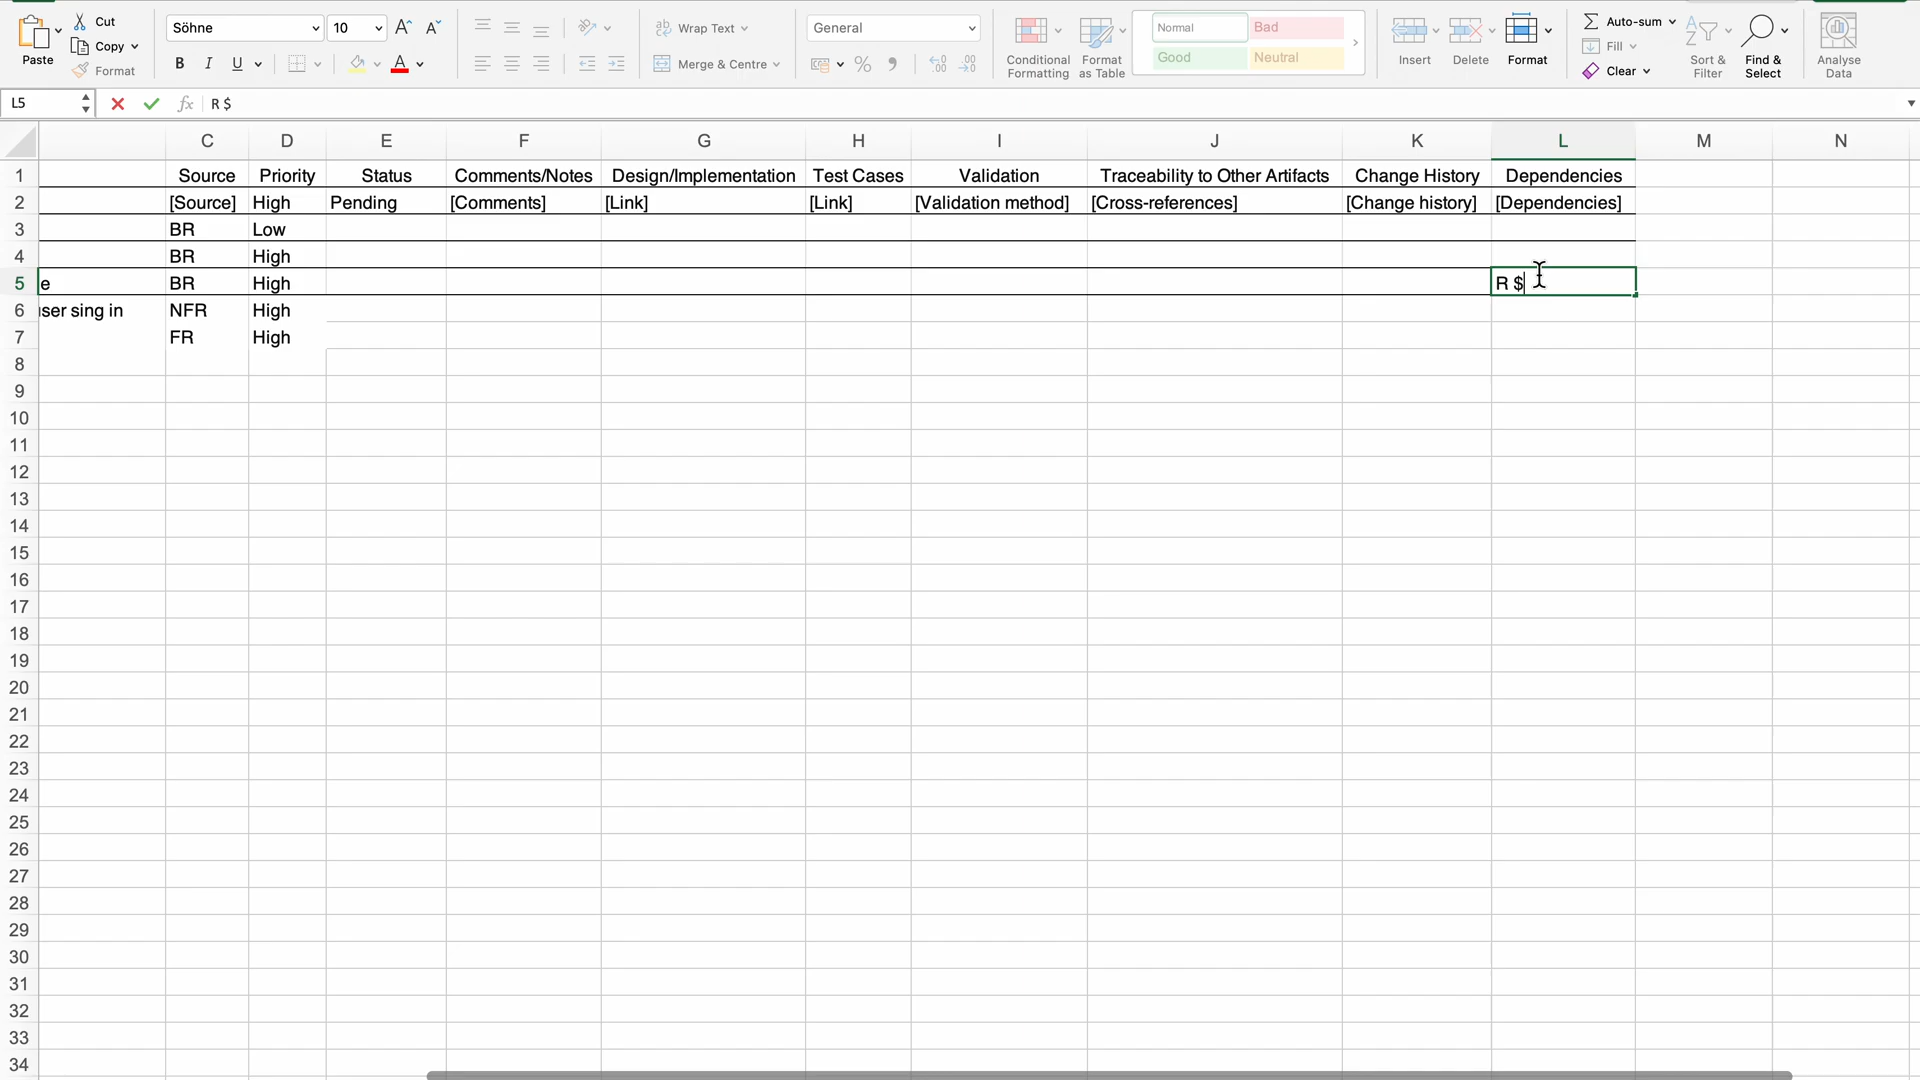 Paste
Cut
Copy
Format
Söhne
10
B I U
A
ab Wrap Text
Merge & Centre
General
%
Conditional Formatting
Format as Table
Normal
Bad
Good
Neutral
Insert
Delete
Format
Auto-sum
Fill
Clear
Sort & Filter
Find & Select
Analyse Data
L5
fx
R $
C D E F G H I J K L M N
1 Source Priority Status Comments/Notes Design/Implementation Test Cases Validation Traceability to Other Artifacts Change History Dependencies
2 [Source] High Pending [Comments] [Link] [Link] [Validation method] [Cross-references] [Change history] [Dependencies]
3 BR Low
4 BR High
5 e BR High R $
6 user sing in NFR High
7 FR High
8
9
10
11
12
13
14
15
16
17
18
19
20
21
22
23
24
25
26
27
28
29
30
31
32
33
34